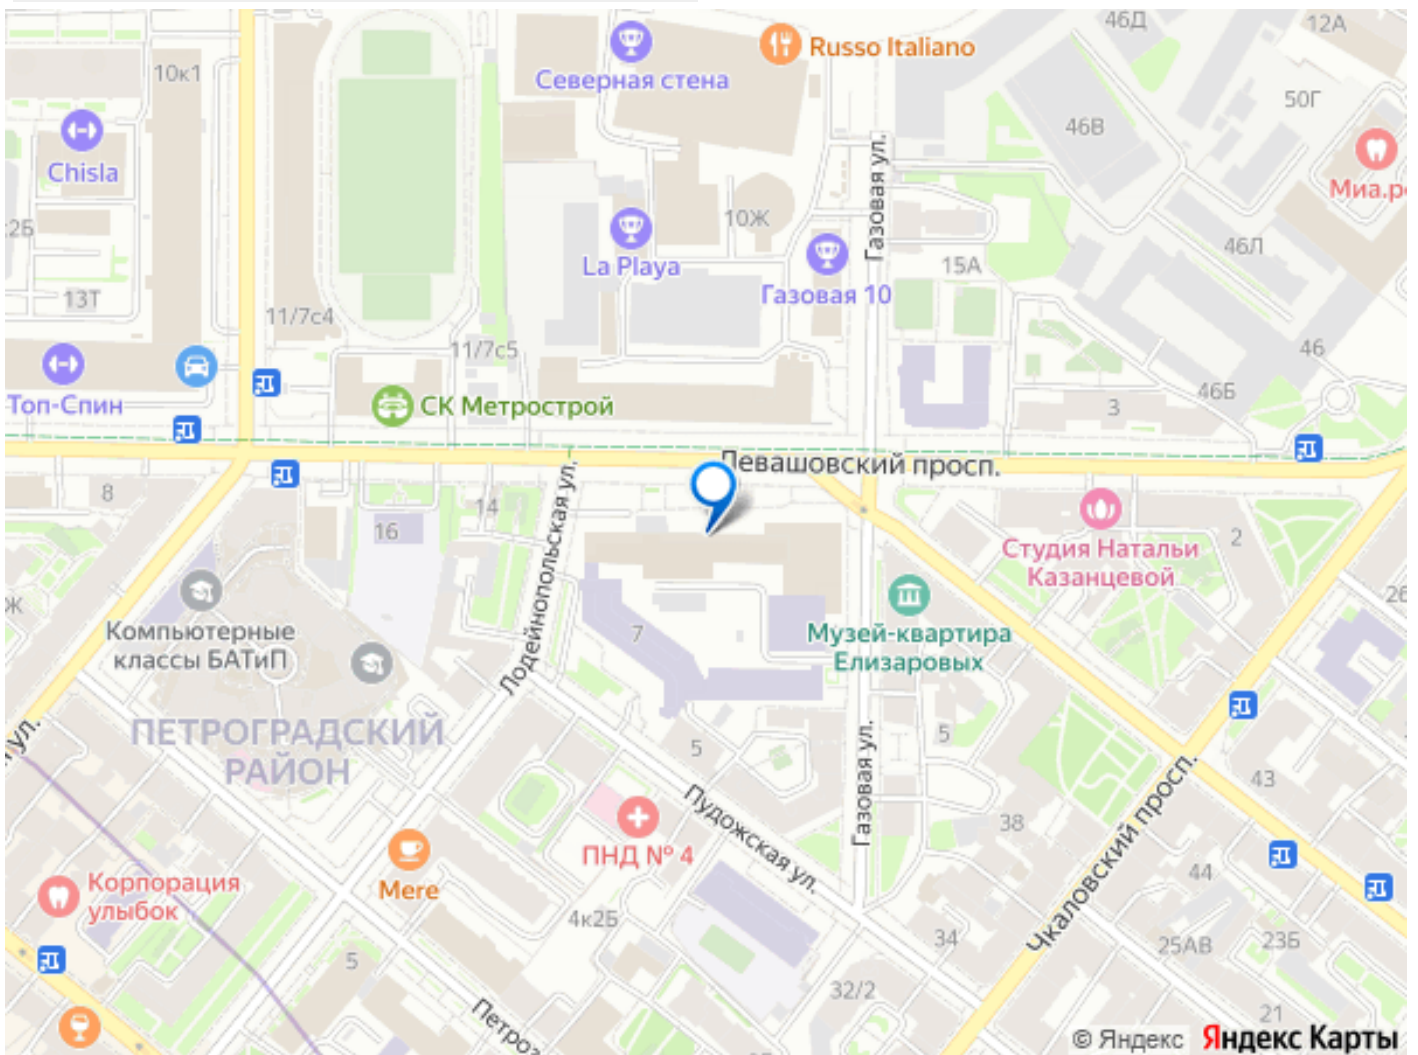 46Д
12А
Russo Italiano
Северная стена
10к1
50Г
46В
Chisla
Миа.р
Газовая ул.
10Ж
2Б
46Л
La Playa
15А
Газовая 10
13Т
11/7с4
11/7с5
46
46Б
Топ-Спин
СК Метрострой
3
Левашовский просп.
8
14
16
Лодейнопольская ул.
2
Студия Натальи
Казанцевой
Ж
26
Компьютерные
классы БАТиП
7
Музей-квартира
Елизаровых
ПЕТРОГРАДСКИЙ
РАЙОН
ул.
5
5
Газовая ул.
43
Пудожская ул.
38
Чкаловский просп.
ПНД № 4
44
Mere
Корпорация
улыбок
4к2Б
34
25АВ
23Б
5
32/2
21
Петроз
© Яндекс Яндекс Карты